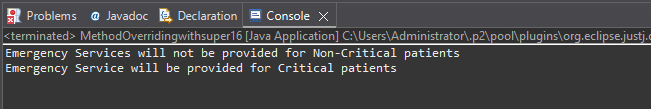 Problems @ Javadoc Declaration Console
<terminated> MethodOverridingwithsuper16 [Java Application] C:\Users\Administrator\.p2\pool\plugins\org.eclipse.justj.
Emergency Services will not be provided for Non-Critical patients
Emergency Service will be provided for Critical patients